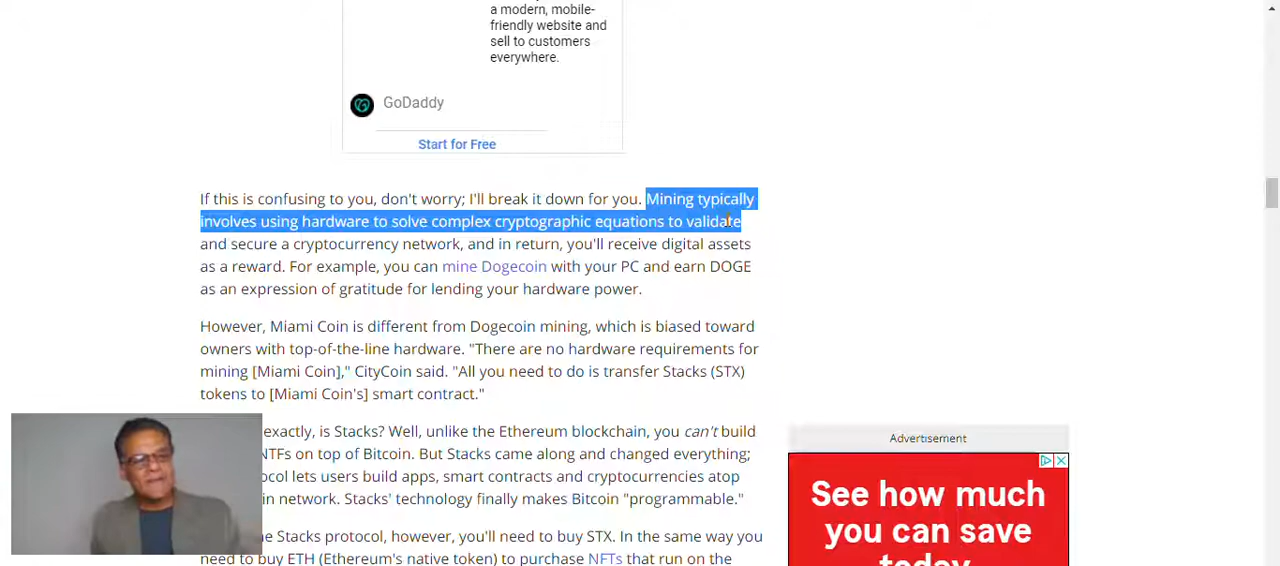 a modern, mobile-
friendly website and
sell to customers
everywhere.
GoDaddy
Start for Free
If this is confusing to you, don't worry; I'll break it down for you. Mining typically
involves using hardware to solve complex cryptographic equations to validate
and secure a cryptocurrency network, and in return, you'll receive digital assets
as a reward. For example, you can mine Dogecoin with your PC and earn DOGE
as an expression of gratitude for lending your hardware power.
However, Miami Coin is different from Dogecoin mining, which is biased toward
owners with top-of-the-line hardware. "There are no hardware requirements for
mining [Miami Coin]," CityCoin said. "All you need to do is transfer Stacks (STX)
tokens to [Miami Coin's] smart contract."
exactly, is Stacks? Well, unlike the Ethereum blockchain, you can't build
NTFs on top of Bitcoin. But Stacks came along and changed everything;
lets users build apps, smart contracts and cryptocurrencies atop
network. Stacks' technology finally makes Bitcoin "programmable."
Stacks protocol, however, you'll need to buy STX. In the same way you
need to buy ETH (Ethereum's native token) to purchase NFTs that run on the
Advertisement
See how much
you can save
today